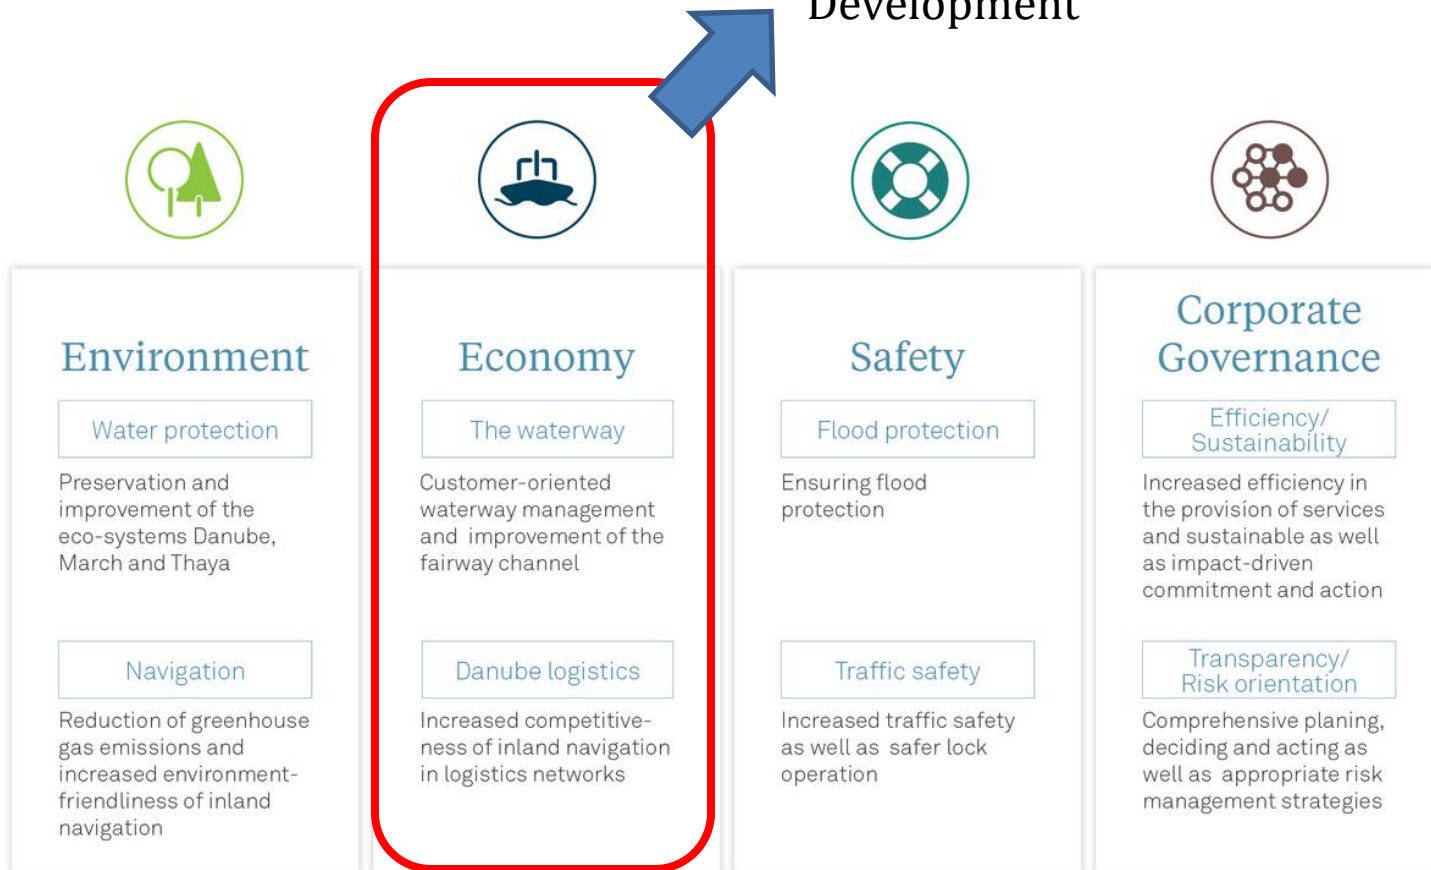 Development
Environment
Water protection
Preservation and
improvement of the
eco-systems Danube,
March and Thaya
Navigation
Reduction of greenhouse
gas emissions and
increased environment-
friendliness of inland
navigation
Economy
The waterway
Customer-oriented
waterway management
and improvement of the
fairway channel
Danube logistics
Increased competitive-
ness of inland navigation
in logistics networks
Safety
Flood protection
Ensuring flood
protection
Traffic safety
Increased traffic safety
as well as safer lock
operation
Corporate
Governance
Efficiency/
Sustainability
Increased efficiency in
the provisíon of services
and sustainable as well
as impact-driven
commitment and action
Transparency/
Risk orientation
Comprehensive planing,
deciding and acting as
well as appropriate risk
management strategies